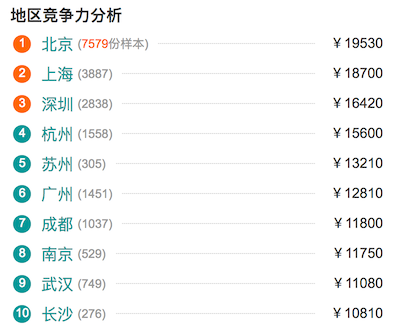 地区竞争力分析
1 北京 (7579份样本) ￥19530
2 上海 (3887) ￥18700
3 深圳 (2838) ￥16420
4 杭州 (1558) ￥15600
5 苏州 (305) ￥13210
6 广州 (1451) ￥12810
7 成都 (1037) ￥11800
8 南京 (529) ￥11750
9 武汉 (749) ￥11080
10 长沙 (276) ￥10810